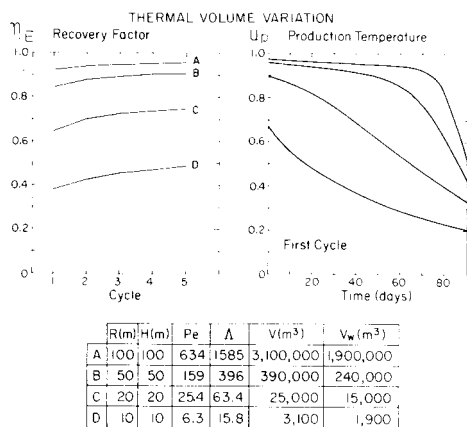 THERMAL VOLUME VARIATION
ηE Recovery Factor
Up Production Temperature
1.0
0.8
0.6
0.4
0.2
0
A
B
C
D
1 2 3 4 5
Cycle
1.0
0.8
0.6
0.4
0.2
0
First Cycle
20 40 60 80
Time (days)
R(m) H(m) Pe Λ V(m³) Vw(m³)
A 100 100 634 1585 3,100,000 1,900,000
B 50 50 159 396 390,000 240,000
C 20 20 25.4 63.4 25,000 15,000
D 10 10 6.3 15.8 3,100 1,900